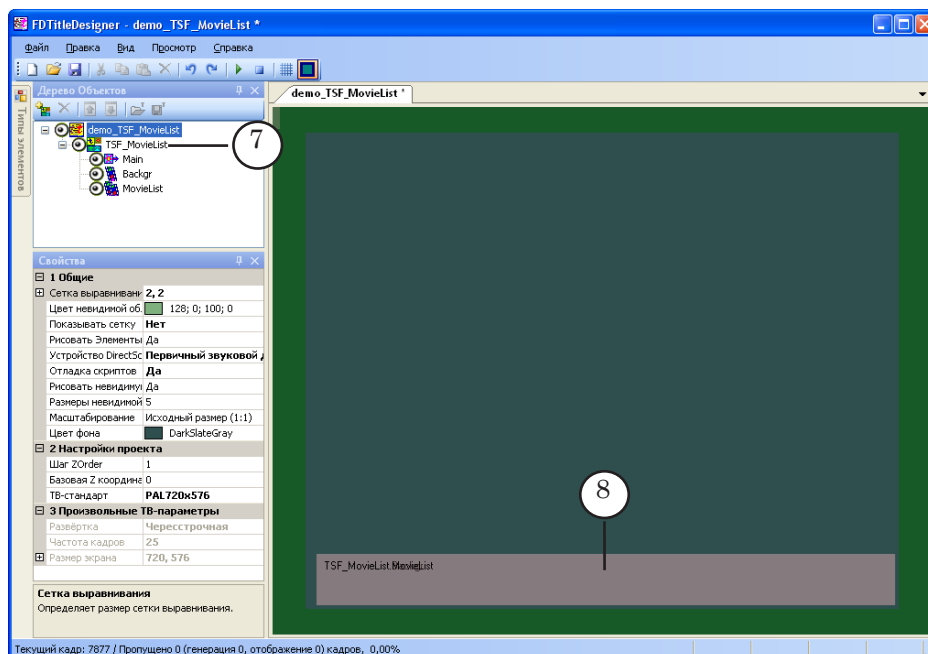 FDTitleDesigner - demo_TSF_MovieList *
Файл Правка Вид Просмотр Справка
Дерево Объектов
demo_TSF_MovieList *
Типы элементов
demo_TSF_MovieList
TSF_MovieList
7
Main
Backgr
MovieList
Свойства
1 Общие
Сетка выравнивани 2, 2
Цвет невидимой об. 128; 0; 100; 0
Показывать сетку Нет
Рисовать Элементы Да
Устройство DirectSc Первичный звуковой д
Отладка скриптов Да
Рисовать невидиму Да
Размеры невидимой 5
Масштабирование Исходный размер (1:1)
Цвет фона DarkSlateGray
2 Настройки проекта
Шаг ZOrder 1
Базовая Z координа 0
ТВ-стандарт PAL720x576
3 Произвольные ТВ-параметры
Развёртка Чересстрочная
Частота кадров 25
Размер экрана 720, 576
8
TSF_MovieList.
Сетка выравнивания
Определяет размер сетки выравнивания.
Текущий кадр: 7877 / Пропущено 0 (генерация 0, отображение 0) кадров, 0,00%